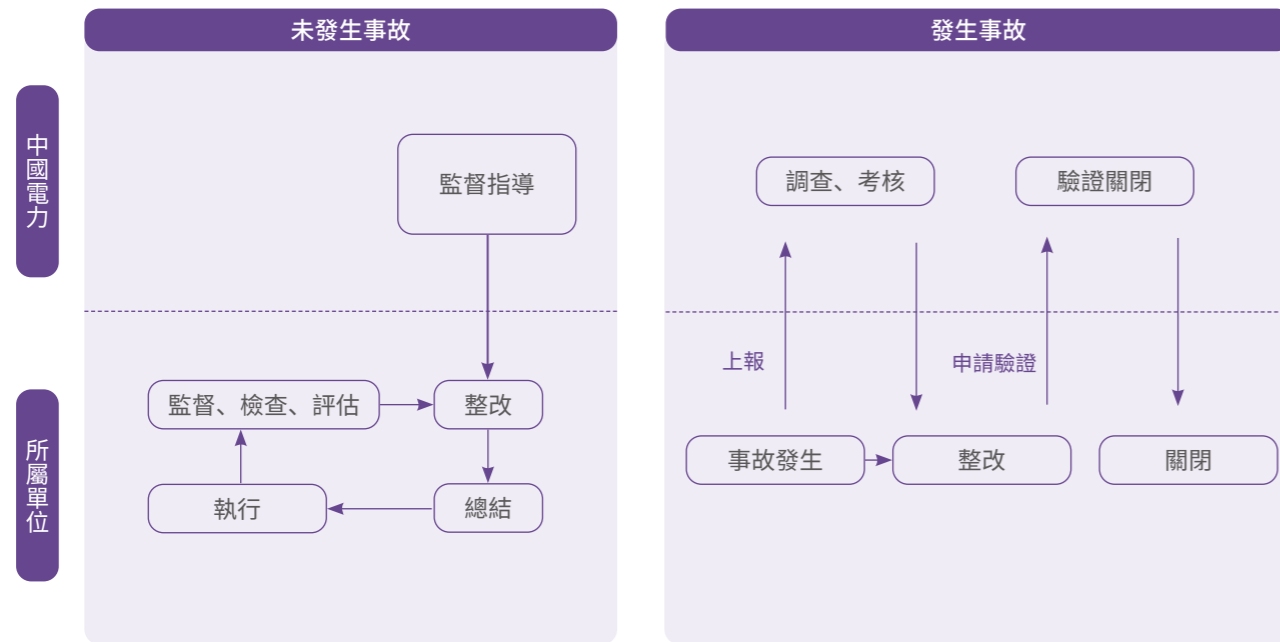 未發生事故
發生事故
中國電力
監督指導
調查、考核
驗證關閉
上報
申請驗證
所屬單位
監督、檢查、評估
整改
執行
總結
事故發生
整改
關閉